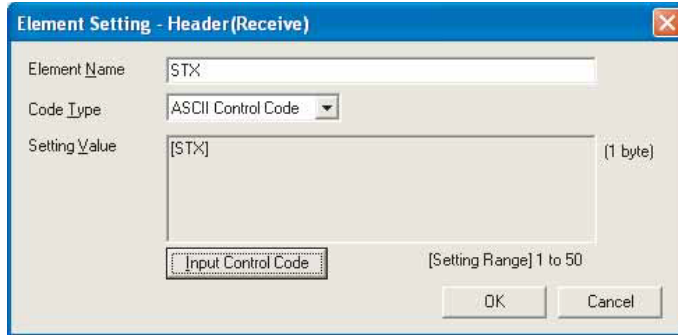 Element Setting - Header(Receive)
Element Name STX
Code Type ASCII Control Code
Setting Value [STX] (1 byte)
Input Control Code [Setting Range] 1 to 50
OK Cancel